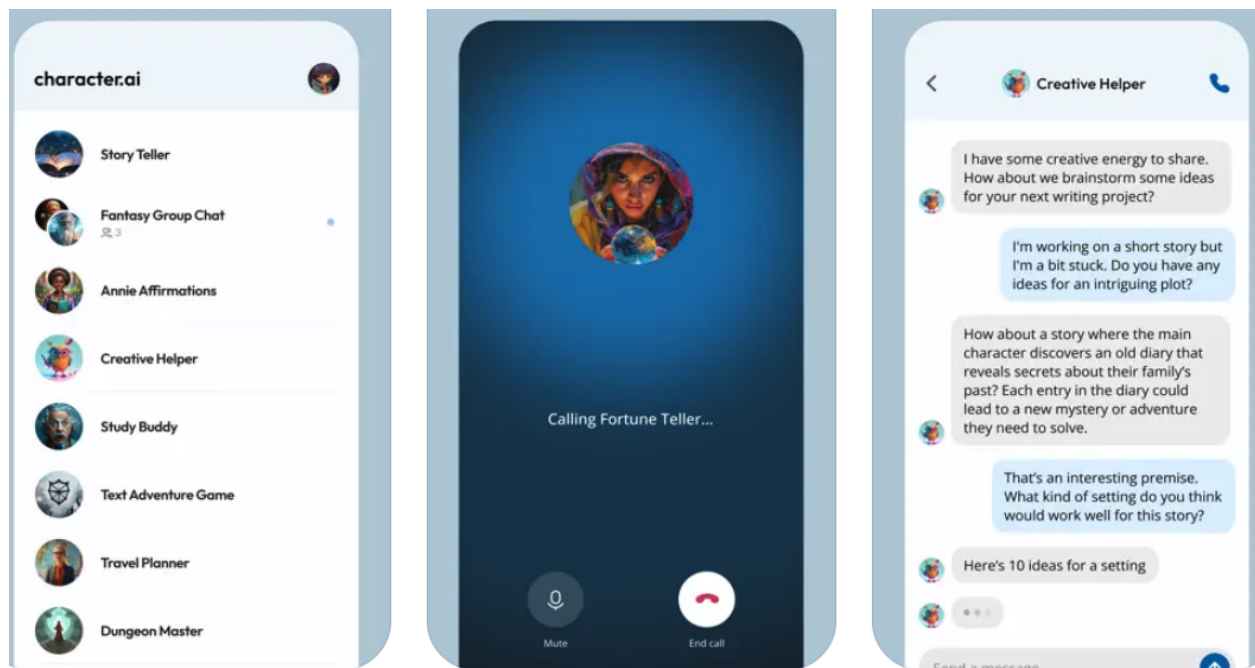 character.ai
Story Teller
Fantasy Group Chat
3
Annie Affirmations
Creative Helper
Study Buddy
Text Adventure Game
Travel Planner
Dungeon Master
Calling Fortune Teller...
Mute
End call
Creative Helper
I have some creative energy to share.
How about we brainstorm some ideas
for your next writing project?
I'm working on a short story but
I'm a bit stuck. Do you have any
ideas for an intriguing plot?
How about a story where the main
character discovers an old diary that
reveals secrets about their family's
past? Each entry in the diary could
lead to a new mystery or adventure
they need to solve.
That's an interesting premise.
What kind of setting do you think
would work well for this story?
Here's 10 ideas for a setting
Send a message